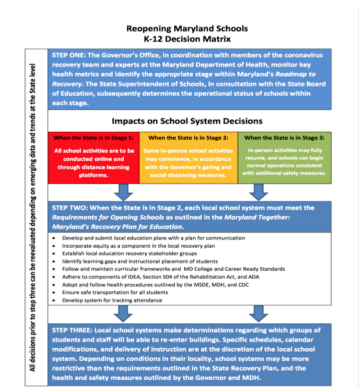 Reopening Maryland Schools
K-12 Decision Matrix
STEP ONE: The Governor's Office, in coordination with members of the coronavirus
recovery team and experts at the Maryland Department of Health, monitor key
health metrics and identify the appropriate stage within Maryland's Roadmap to
Recovery. The State Superintendent of Schools, in consultation with the State Board
of Education, subsequently determines the operational status of schools within
each stage.
Impacts on School System Decisions
When the State is in Stage 1:
All school activities are to be
conducted online and
through distance learning
platforms.
When the State is in Stage 2:
Some in-person school activities
may commence, in accordance
with the Governor's gating and
social distancing measures.
When the State is in Stage 3:
In-person activities may fully
resume, and schools can begin
normal operations consistent
with additional safety measures.
STEP TWO: When the State is in Stage 2, each local school system must meet the
Requirements for Opening Schools as outlined in the Maryland Together:
Maryland's Recovery Plan for Education.
• Develop and submit local education plans with a plan for communication
• Incorporate equity as a component in the local recovery plan
• Establish local education recovery stakeholder groups
• Identify learning gaps and instructional placement of students
• Follow and maintain curricular frameworks and MD College and Career Ready Standards
• Adhere to components of IDEA, Section 504 of the Rehabilitation Act, and ADA
• Adopt and follow health procedures outlined by the MSDE, MDH, and CDC
• Ensure safe transportation for all students
• Develop system for tracking attendance
STEP THREE: Local school systems make determinations regarding which groups of
students and staff will be able to re-enter buildings. Specific schedules, calendar
modifications, and delivery of instruction are at the discretion of the local school
system. Depending on conditions in their locality, school systems may be more
restrictive than the requirements outlined in the State Recovery Plan, and the
health and safety measures outlined by the Governor and MDH.
All decisions prior to step three can be reevaluated depending on emerging data and trends at the State level